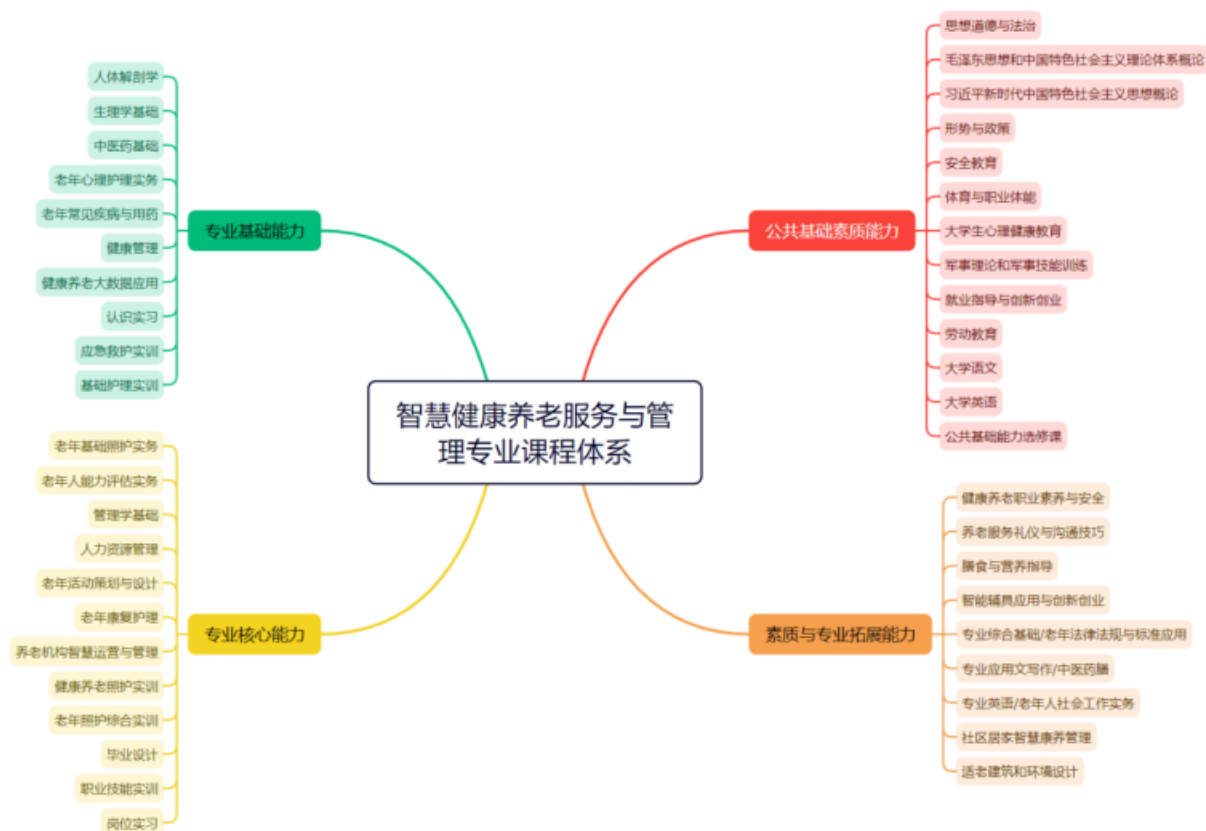 智慧健康养老服务与管
理专业课程体系
专业基础能力
人体解剖学
生理学基础
中医药基础
老年心理护理实务
老年常见疾病与用药
健康管理
健康养老大数据应用
认识实习
应急救护实训
基础护理实训
专业核心能力
老年基础照护实务
老年人能力评估实务
管理学基础
人力资源管理
老年活动策划与设计
老年康复护理
养老机构智慧运营与管理
健康养老照护实训
老年照护综合实训
毕业设计
职业技能实训
岗位实习
公共基础素质能力
思想道德与法治
毛泽东思想和中国特色社会主义理论体系概论
习近平新时代中国特色社会主义思想概论
形势与政策
安全教育
体育与职业体能
大学生心理健康教育
军事理论和军事技能训练
就业指导与创新创业
劳动教育
大学语文
大学英语
公共基础能力选修课
素质与专业拓展能力
健康养老职业素养与安全
养老服务礼仪与沟通技巧
膳食与营养指导
智能辅具应用与创新创业
专业综合基础/老年法律法规与标准应用
专业应用文写作/中医药膳
专业英语/老年人社会工作实务
社区居家智慧康养管理
适老建筑和环境设计